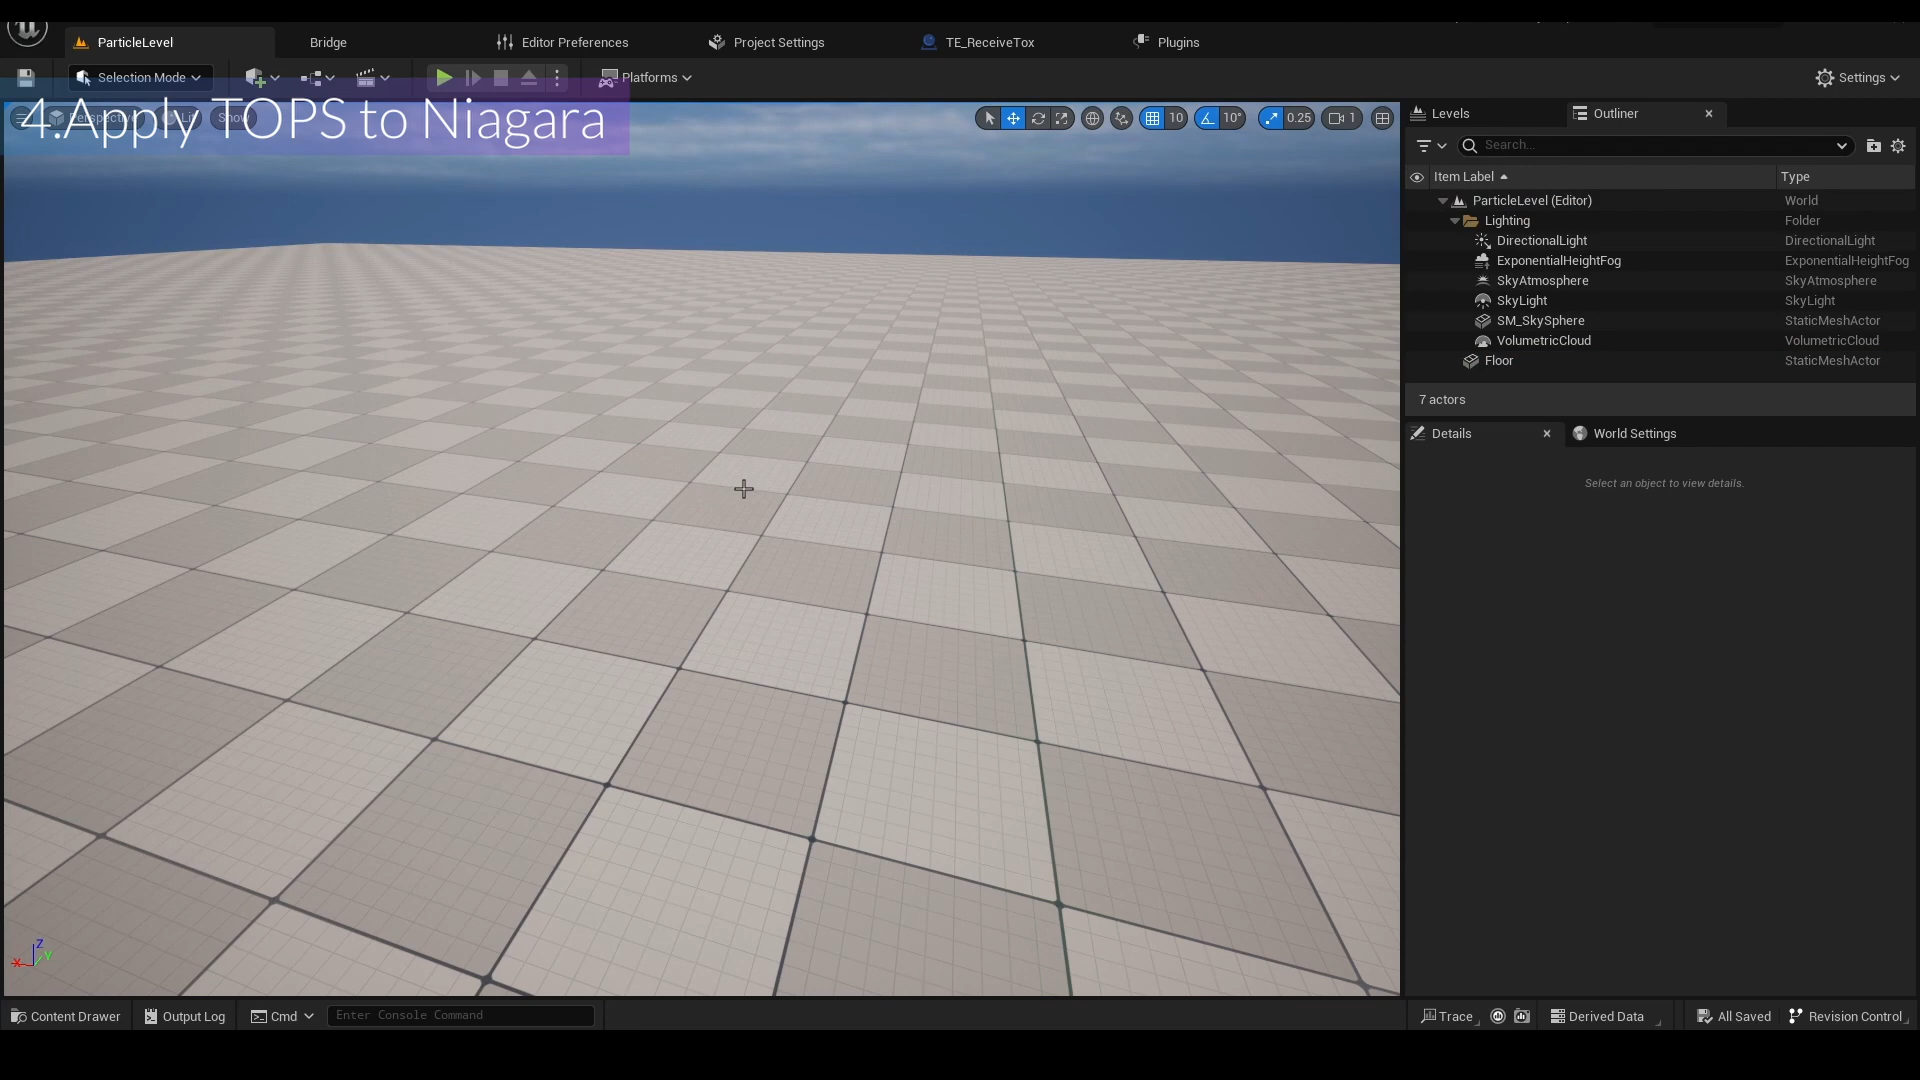 ParticleLevel
Bridge
Editor Preferences
Project Settings
TE_ReceiveTox
Plugins
Selection Mode
Platforms
Settings
4.Apply TOPS to Niagara
Perspective
Lit
Show
10
10°
0.25
1
Levels
Outliner
Search...
Item Label
Type
ParticleLevel (Editor) World
Lighting Folder
DirectionalLight DirectionalLight
ExponentialHeightFog ExponentialHeightFog
SkyAtmosphere SkyAtmosphere
SkyLight SkyLight
SM_SkySphere StaticMeshActor
VolumetricCloud VolumetricCloud
Floor StaticMeshActor
7 actors
Details
World Settings
Select an object to view details.
Z
X
Y
Content Drawer
Output Log
Cmd
Enter Console Command
Trace
Derived Data
All Saved
Revision Control